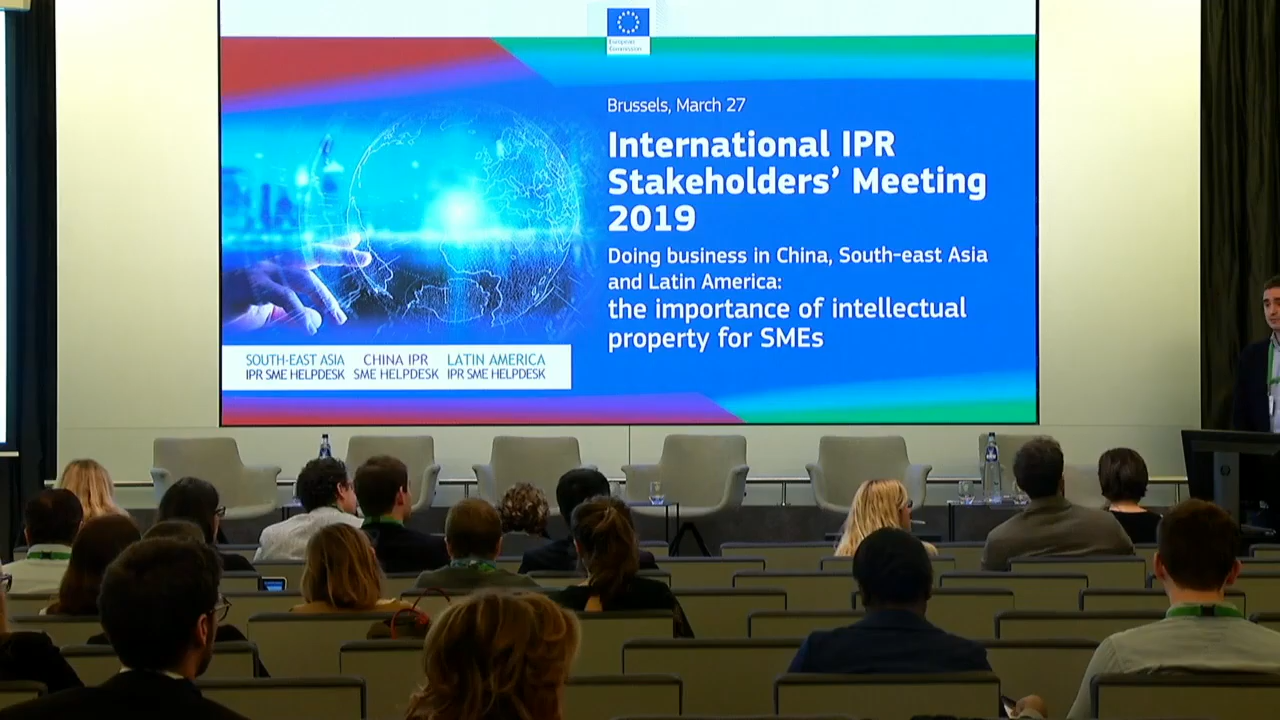 European
Commission
Brussels, March 27
International IPR
Stakeholders’ Meeting
2019
Doing business in China, South-east Asia
and Latin America:
the importance of intellectual
property for SMEs
SOUTH-EAST ASIA
IPR SME HELPDESK
CHINA IPR
SME HELPDESK
LATIN AMERICA
IPR SME HELPDESK